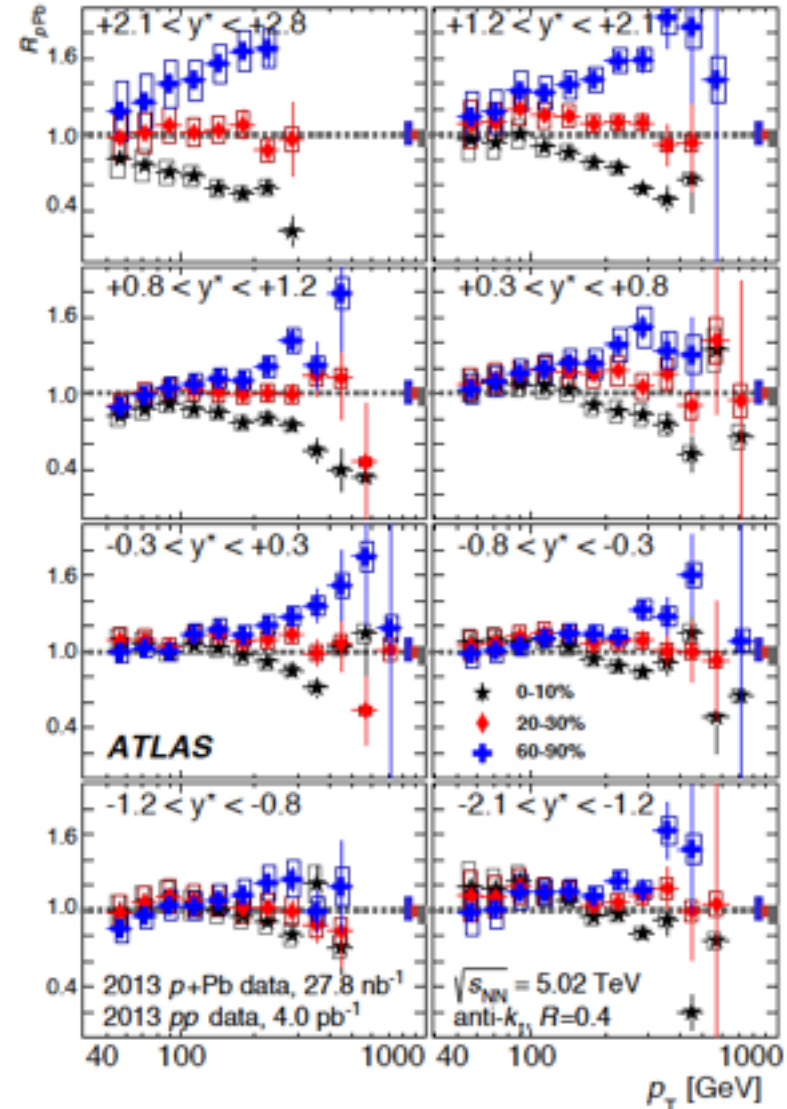 R_pPb
+2.1 < y* < +2.8
+1.2 < y* < +2.1
1.6
1.0
0.4
+0.8 < y* < +1.2
+0.3 < y* < +0.8
1.6
1.0
0.4
-0.3 < y* < +0.3
-0.8 < y* < -0.3
1.6
1.0
0.4
ATLAS
0-10%
20-30%
60-90%
-1.2 < y* < -0.8
-2.1 < y* < -1.2
1.6
1.0
0.4
2013 p+Pb data, 27.8 nb⁻¹
2013 pp data, 4.0 pb⁻¹
√s_NN = 5.02 TeV
anti-k_t, R=0.4
40 100 1000 40 100 1000
p_T [GeV]